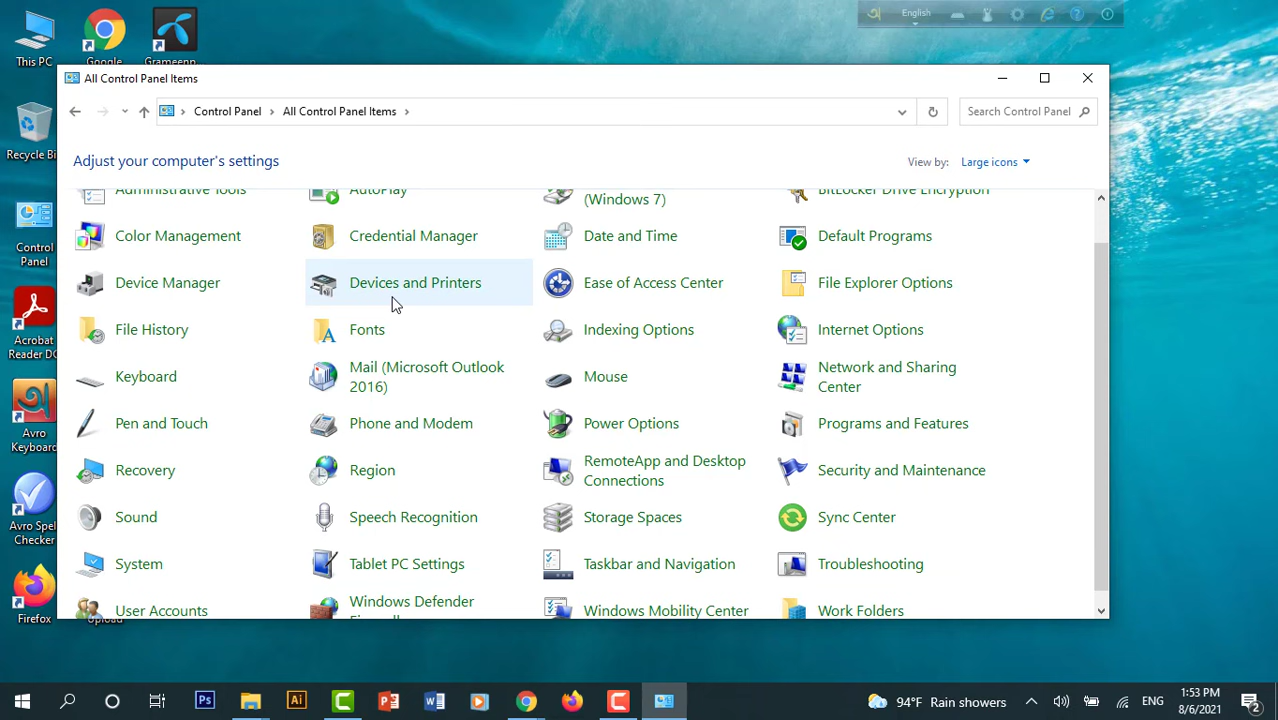 English
This PC
Google
Grameenp
All Control Panel Items
Control Panel
All Control Panel Items
Search Control Panel
Adjust your computer's settings
View by:
Large icons
Administrative Tools
AutoPlay
(Windows 7)
BitLocker Drive Encryption
Recycle Bi
Color Management
Credential Manager
Date and Time
Default Programs
Control
Panel
Device Manager
Devices and Printers
Ease of Access Center
File Explorer Options
File History
Fonts
Indexing Options
Internet Options
Acrobat
Reader DC
Keyboard
Mail (Microsoft Outlook
2016)
Mouse
Network and Sharing
Center
Pen and Touch
Phone and Modem
Power Options
Programs and Features
Avro
Keyboard
Recovery
Region
RemoteApp and Desktop
Connections
Security and Maintenance
Sound
Speech Recognition
Storage Spaces
Sync Center
Avro Spel
Checker
System
Tablet PC Settings
Taskbar and Navigation
Troubleshooting
User Accounts
Windows Defender
Windows Mobility Center
Work Folders
Firefox
Upload
Ps
Ai
94°F Rain showers
ENG
1:53 PM
8/6/2021
2